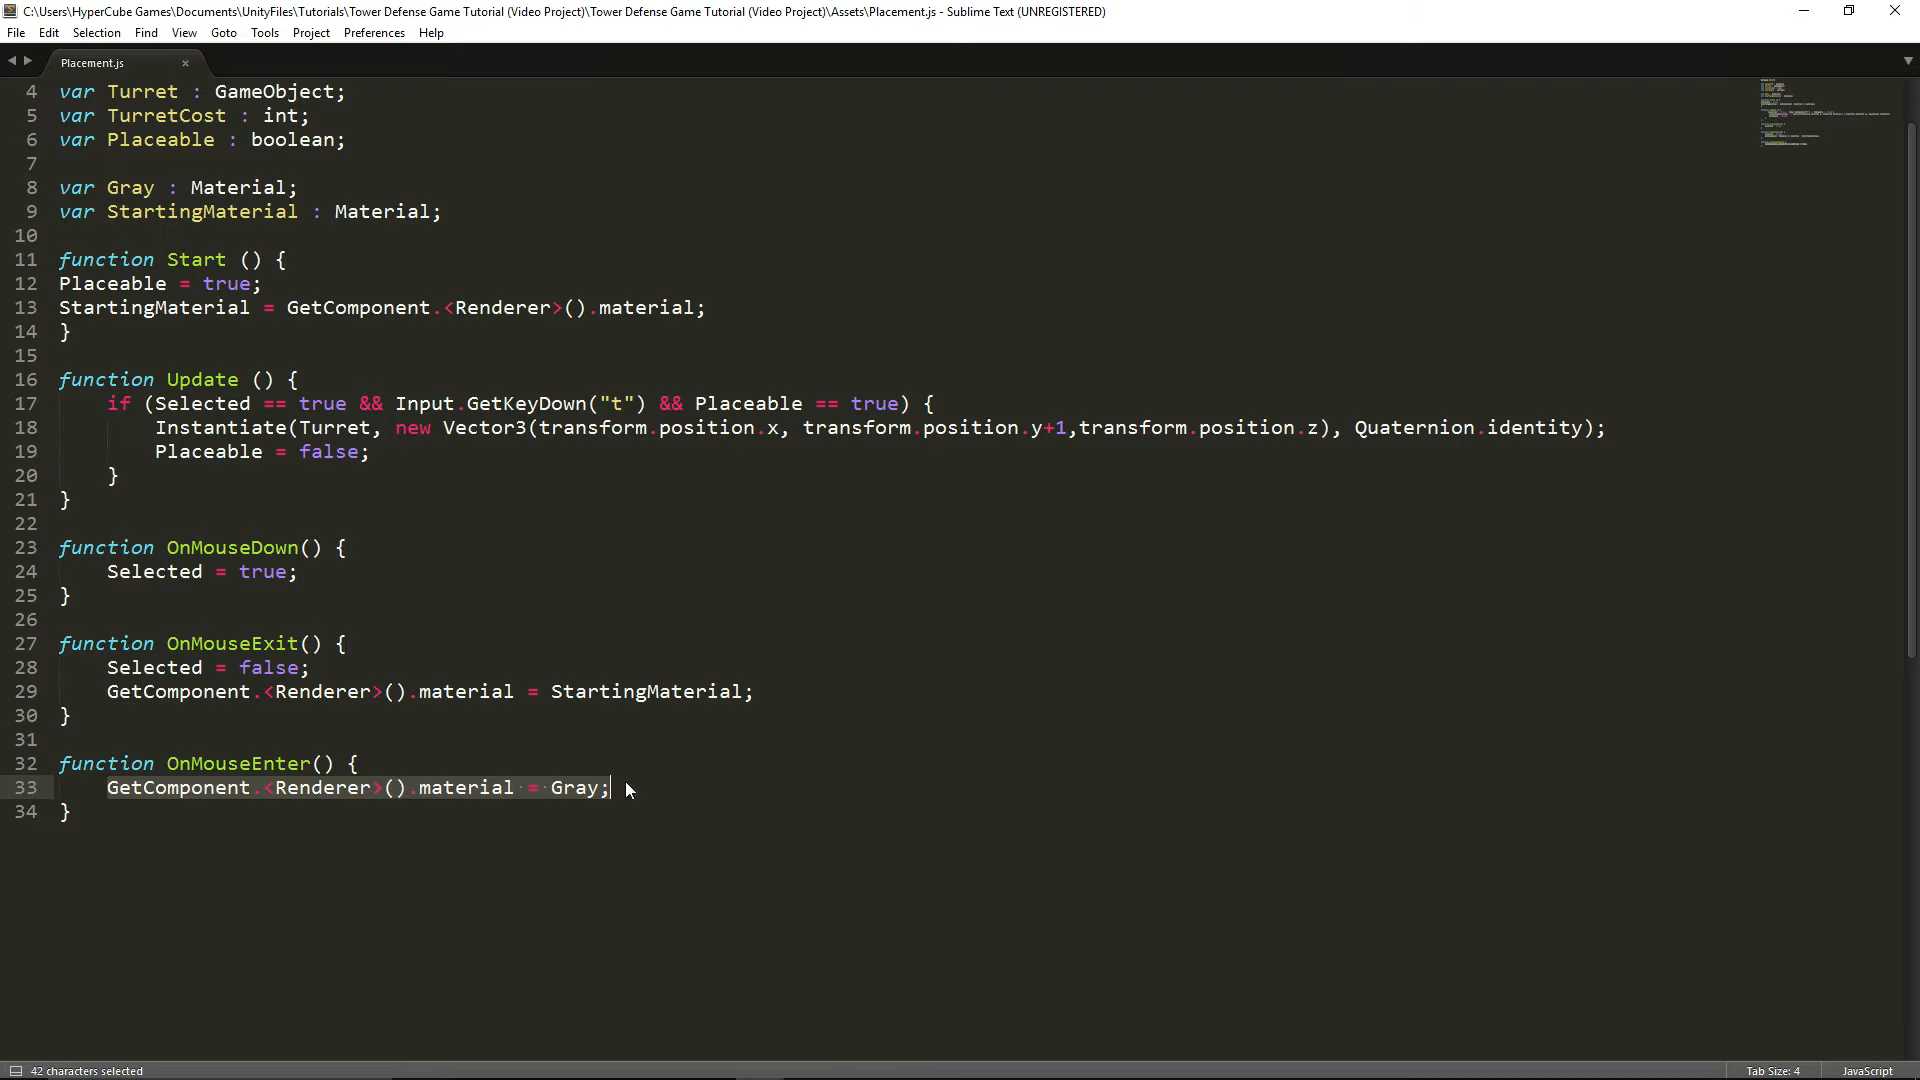 C:\Users\HyperCube Games\Documents\UnityFiles\Tutorials\Tower Defense Game Tutorial (Video Project)\Tower Defense Game Tutorial (Video Project)\Assets\Placement.js - Sublime Text (UNREGISTERED)
File Edit Selection Find View Goto Tools Project Preferences Help
Placement.js
4 var Turret : GameObject;
5 var TurretCost : int;
6 var Placeable : boolean;
7
8 var Gray : Material;
9 var StartingMaterial : Material;
10
11 function Start () {
12 Placeable = true;
13 StartingMaterial = GetComponent.<Renderer>().material;
14 }
15
16 function Update () {
17     if (Selected == true && Input.GetKeyDown("t") && Placeable == true) {
18         Instantiate(Turret, new Vector3(transform.position.x, transform.position.y+1,transform.position.z), Quaternion.identity);
19         Placeable = false;
20     }
21 }
22
23 function OnMouseDown() {
24     Selected = true;
25 }
26
27 function OnMouseExit() {
28     Selected = false;
29     GetComponent.<Renderer>().material = StartingMaterial;
30 }
31
32 function OnMouseEnter() {
33     GetComponent.<Renderer>().material = Gray;
34 }
42 characters selected
Tab Size: 4
JavaScript